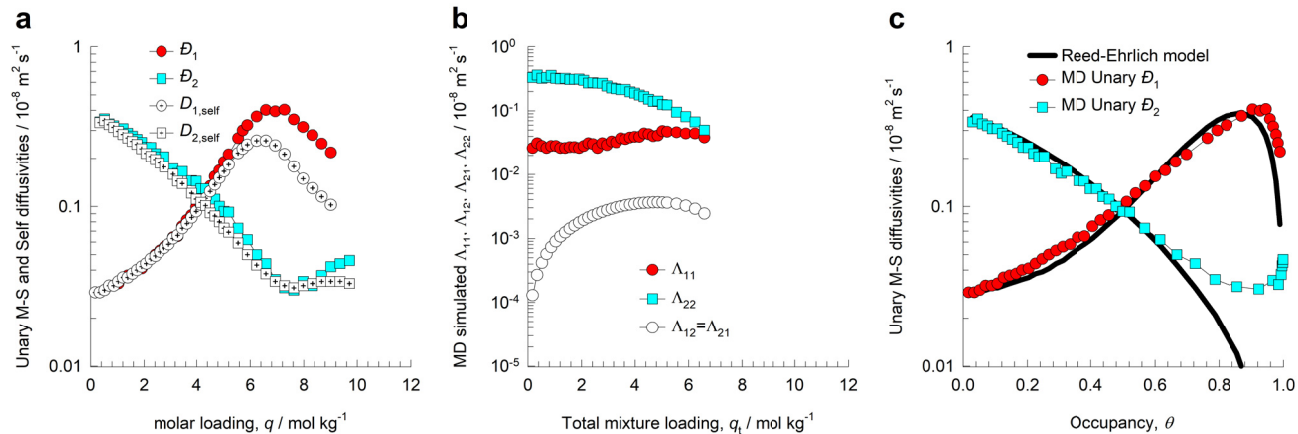 a
Unary M-S and Self diffusivities / 10⁻⁸ m² s⁻¹
1
0.1
0.01
Đ₁
Đ₂
D₁,self
D₂,self
0 2 4 6 8 10 12
molar loading, q / mol kg⁻¹
b
MD simulated Λ₁₁, Λ₁₂, Λ₂₁, Λ₂₂ / 10⁻⁸ m² s⁻¹
10⁰
10⁻¹
10⁻²
10⁻³
10⁻⁴
10⁻⁵
Λ₁₁
Λ₂₂
Λ₁₂=Λ₂₁
0 2 4 6 8 10 12
Total mixture loading, qₜ / mol kg⁻¹
c
Unary M-S diffusivities / 10⁻⁸ m² s⁻¹
1
0.1
0.01
Reed-Ehrlich model
MD Unary Đ₁
MD Unary Đ₂
0.0 0.2 0.4 0.6 0.8 1.0
Occupancy, θ